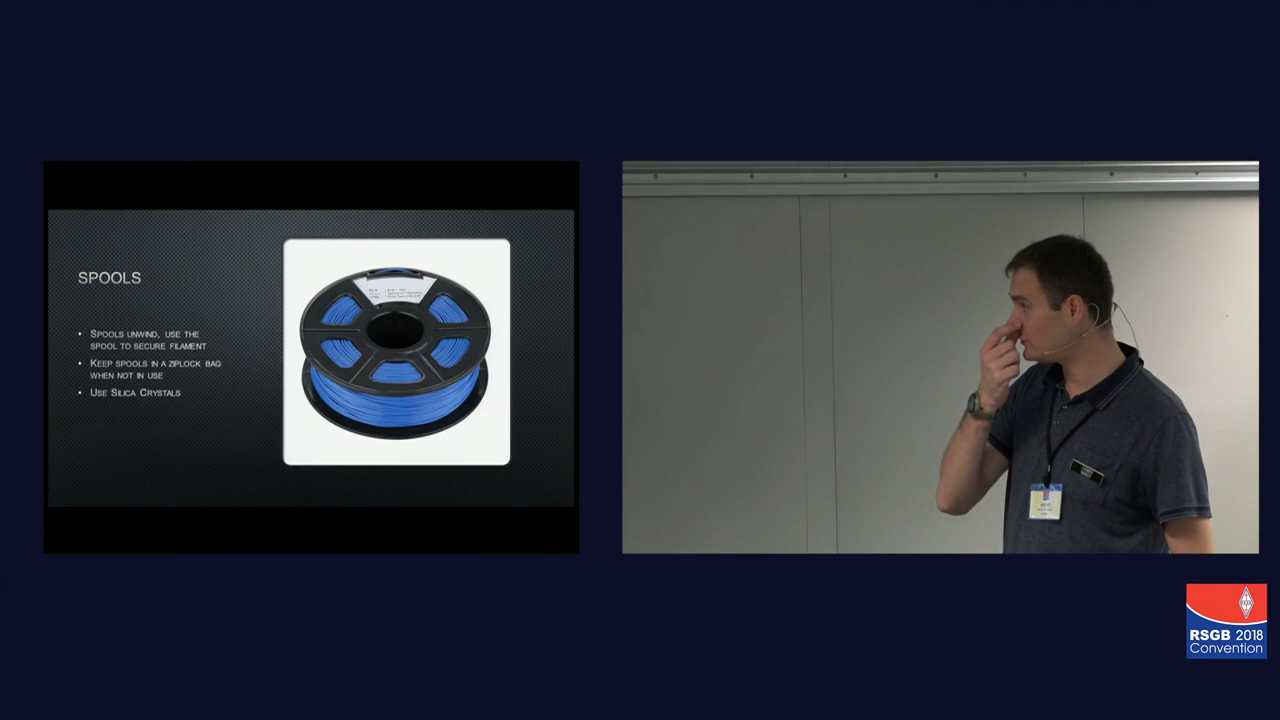 SPOOLS
• SPOOLS UNWIND, USE THE
SPOOL TO SECURE FILAMENT
• KEEP SPOOLS IN A ZIPLOCK BAG
WHEN NOT IN USE
• USE SILICA CRYSTALS
RSGB 2018
Convention